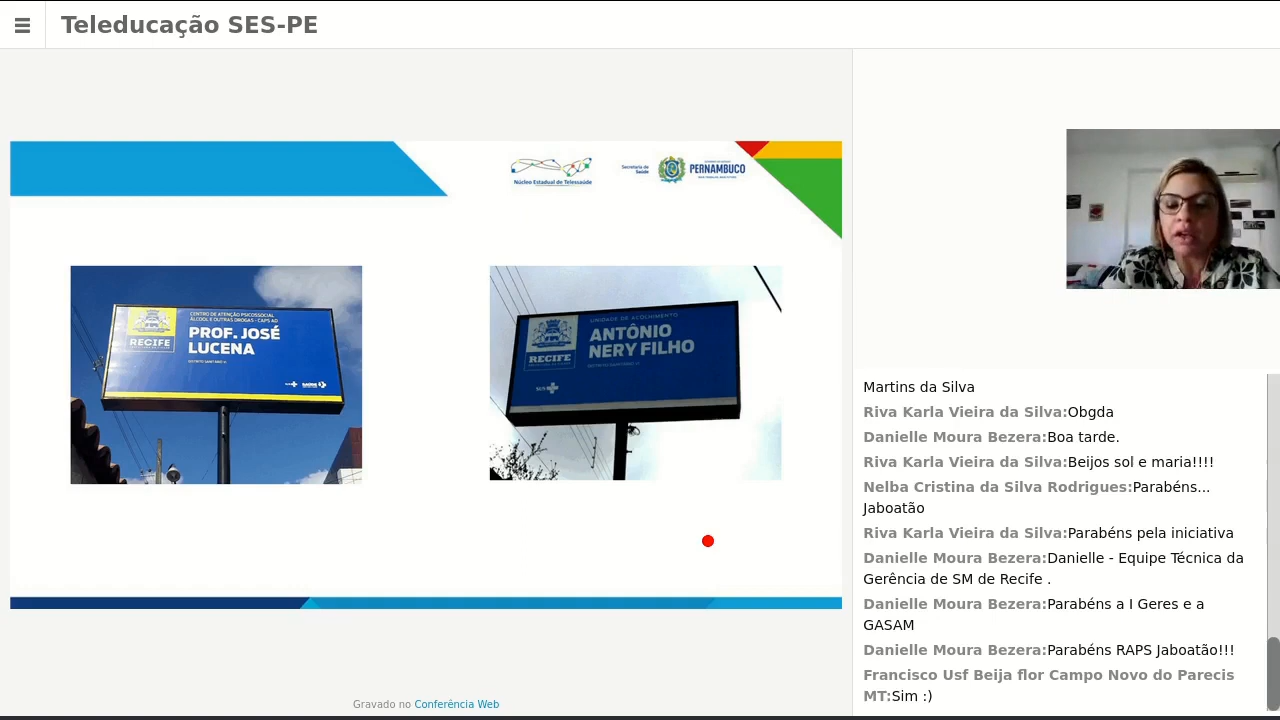 Teleducação SES-PE
Núcleo Estadual de Telessaúde
Secretaria de
Saúde
PERNAMBUCO
CENTRO DE ATENÇÃO PSICOSSOCIAL
ÁLCOOL E OUTRAS DROGAS - CAPS AD
PROF. JOSÉ
LUCENA
RECIFE
UNIDADE DE ACOLHIMENTO
ANTÔNIO
NERY FILHO
RECIFE
SUS
Martins da Silva
Riva Karla Vieira da Silva:Obgda
Danielle Moura Bezera:Boa tarde.
Riva Karla Vieira da Silva:Beijos sol e maria!!!!
Nelba Cristina da Silva Rodrigues:Parabéns...
Jaboatão
Riva Karla Vieira da Silva:Parabéns pela iniciativa
Danielle Moura Bezera:Danielle - Equipe Técnica da
Gerência de SM de Recife .
Danielle Moura Bezera:Parabéns a I Geres e a
GASAM
Danielle Moura Bezera:Parabéns RAPS Jaboatão!!!
Francisco Usf Beija flor Campo Novo do Parecis
MT:Sim :)
Gravado no Conferência Web